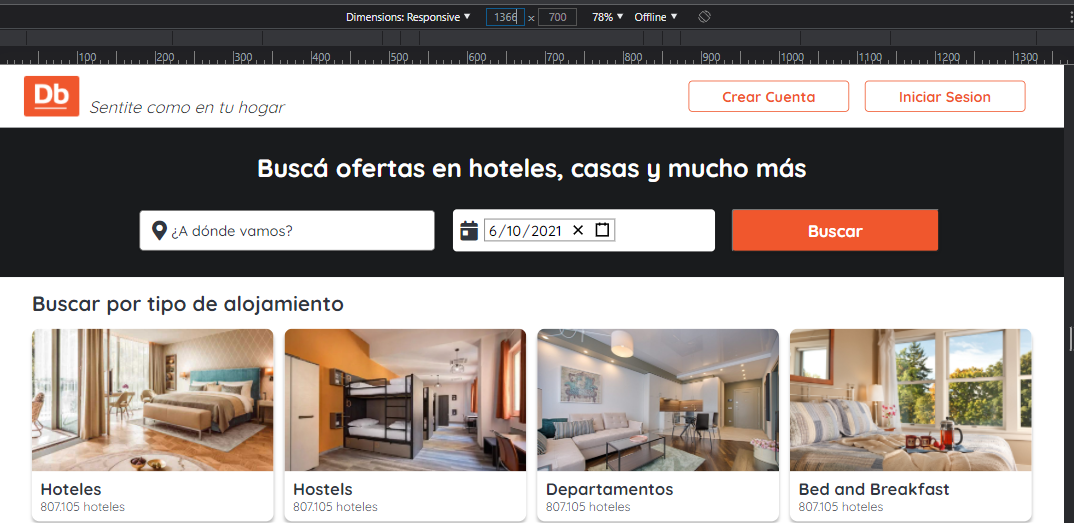 Dimensions: Responsive ▼ 1366 × 700 78% ▼ Offline ▼
100 200 300 400 500 600 700 800 900 1000 1100 1200 1300
Db
Sentite como en tu hogar
Crear Cuenta
Iniciar Sesion
Buscá ofertas en hoteles, casas y mucho más
¿A dónde vamos?
6/10/2021
Buscar
Buscar por tipo de alojamiento
Hoteles
807.105 hoteles
Hostels
807.105 hoteles
Departamentos
807.105 hoteles
Bed and Breakfast
807.105 hoteles